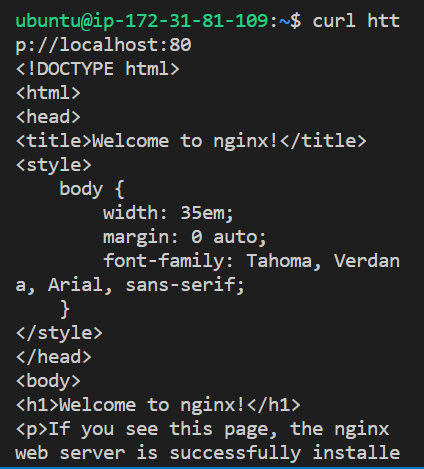 ubuntu@ip-172-31-81-109:~$ curl htt
p://localhost:80
<!DOCTYPE html>
<html>
<head>
<title>Welcome to nginx!</title>
<style>
    body {
        width: 35em;
        margin: 0 auto;
        font-family: Tahoma, Verdan
a, Arial, sans-serif;
    }
</style>
</head>
<body>
<h1>Welcome to nginx!</h1>
<p>If you see this page, the nginx
web server is successfully installe